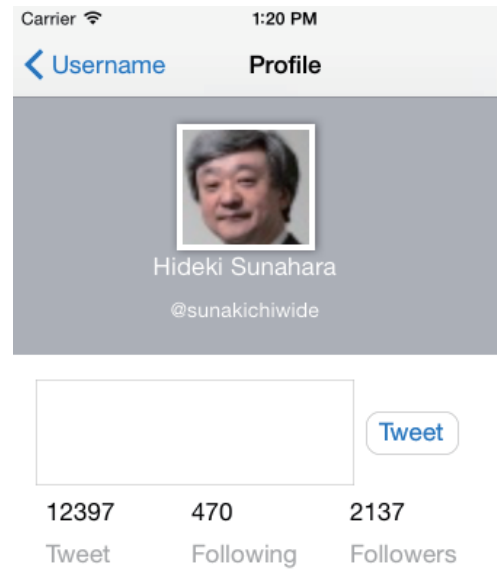 Carrier 1:20 PM
Username Profile
Hideki Sunahara
@sunakichiwide
Tweet
12397 470 2137
Tweet Following Followers